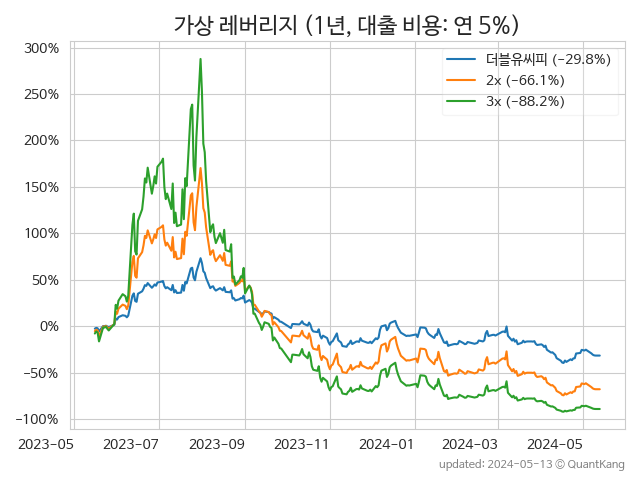 가상 레버리지 (1년, 대출 비용: 연 5%)
더블유씨피 (-29.8%)
2x (-66.1%)
3x (-88.2%)
300%
250%
200%
150%
100%
50%
0%
-50%
-100%
2023-05 2023-07 2023-09 2023-11 2024-01 2024-03 2024-05
updated: 2024-05-13 © QuantKang